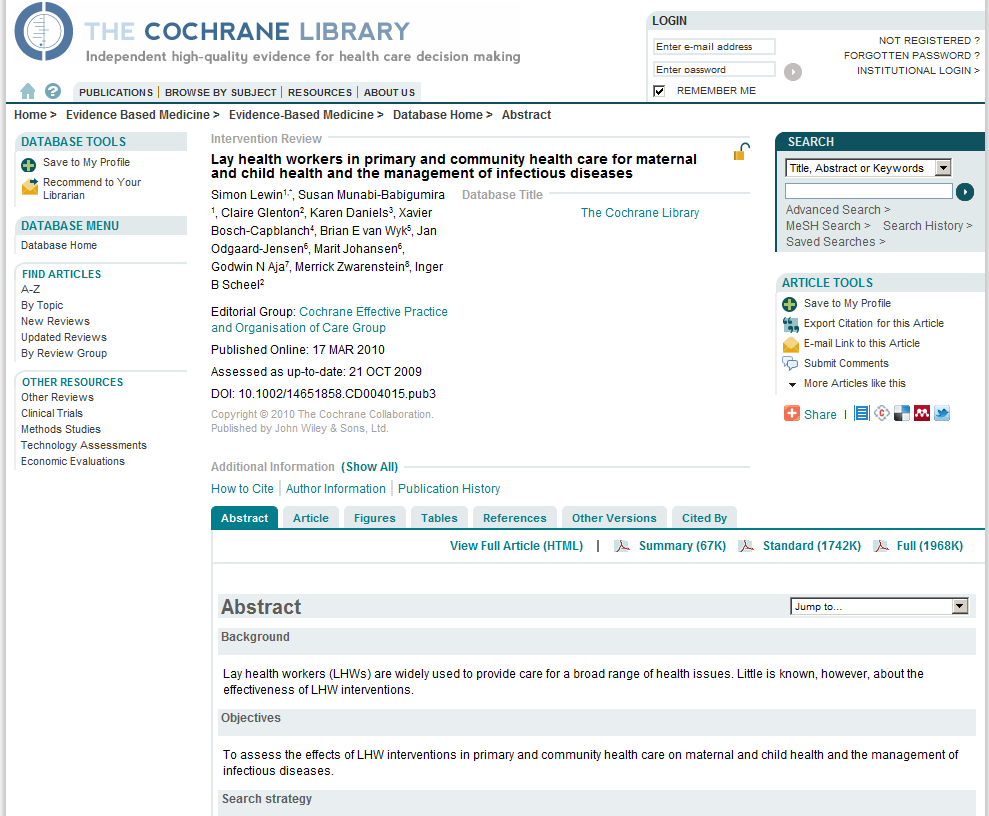 THE COCHRANE LIBRARY
Independent high-quality evidence for health care decision making
LOGIN
Enter e-mail address
Enter password
REMEMBER ME
NOT REGISTERED ?
FORGOTTEN PASSWORD ?
INSTITUTIONAL LOGIN >
PUBLICATIONS | BROWSE BY SUBJECT | RESOURCES | ABOUT US
Home > Evidence Based Medicine > Evidence-Based Medicine > Database Home > Abstract
DATABASE TOOLS
Save to My Profile
Recommend to Your
Librarian
DATABASE MENU
Database Home
FIND ARTICLES
A-Z
By Topic
New Reviews
Updated Reviews
By Review Group
OTHER RESOURCES
Other Reviews
Clinical Trials
Methods Studies
Technology Assessments
Economic Evaluations
Intervention Review
Lay health workers in primary and community health care for maternal
and child health and the management of infectious diseases
Simon Lewin1,*, Susan Munabi-Babigumira
1, Claire Glenton2, Karen Daniels3, Xavier
Bosch-Capblanch4, Brian E van Wyk5, Jan
Odgaard-Jensen6, Marit Johansen6,
Godwin N Aja7, Merrick Zwarenstein8, Inger
B Scheel2
Database Title
The Cochrane Library
Editorial Group: Cochrane Effective Practice
and Organisation of Care Group
Published Online: 17 MAR 2010
Assessed as up-to-date: 21 OCT 2009
DOI: 10.1002/14651858.CD004015.pub3
Copyright © 2010 The Cochrane Collaboration.
Published by John Wiley & Sons, Ltd.
SEARCH
Title, Abstract or Keywords
Advanced Search >
MeSH Search > Search History >
Saved Searches >
ARTICLE TOOLS
Save to My Profile
Export Citation for this Article
E-mail Link to this Article
Submit Comments
More Articles like this
Share |
Additional Information (Show All)
How to Cite | Author Information | Publication History
Abstract Article Figures Tables References Other Versions Cited By
View Full Article (HTML) | Summary (67K) Standard (1742K) Full (1968K)
Abstract
Jump to...
Background
Lay health workers (LHWs) are widely used to provide care for a broad range of health issues. Little is known, however, about the
effectiveness of LHW interventions.
Objectives
To assess the effects of LHW interventions in primary and community health care on maternal and child health and the management of
infectious diseases.
Search strategy